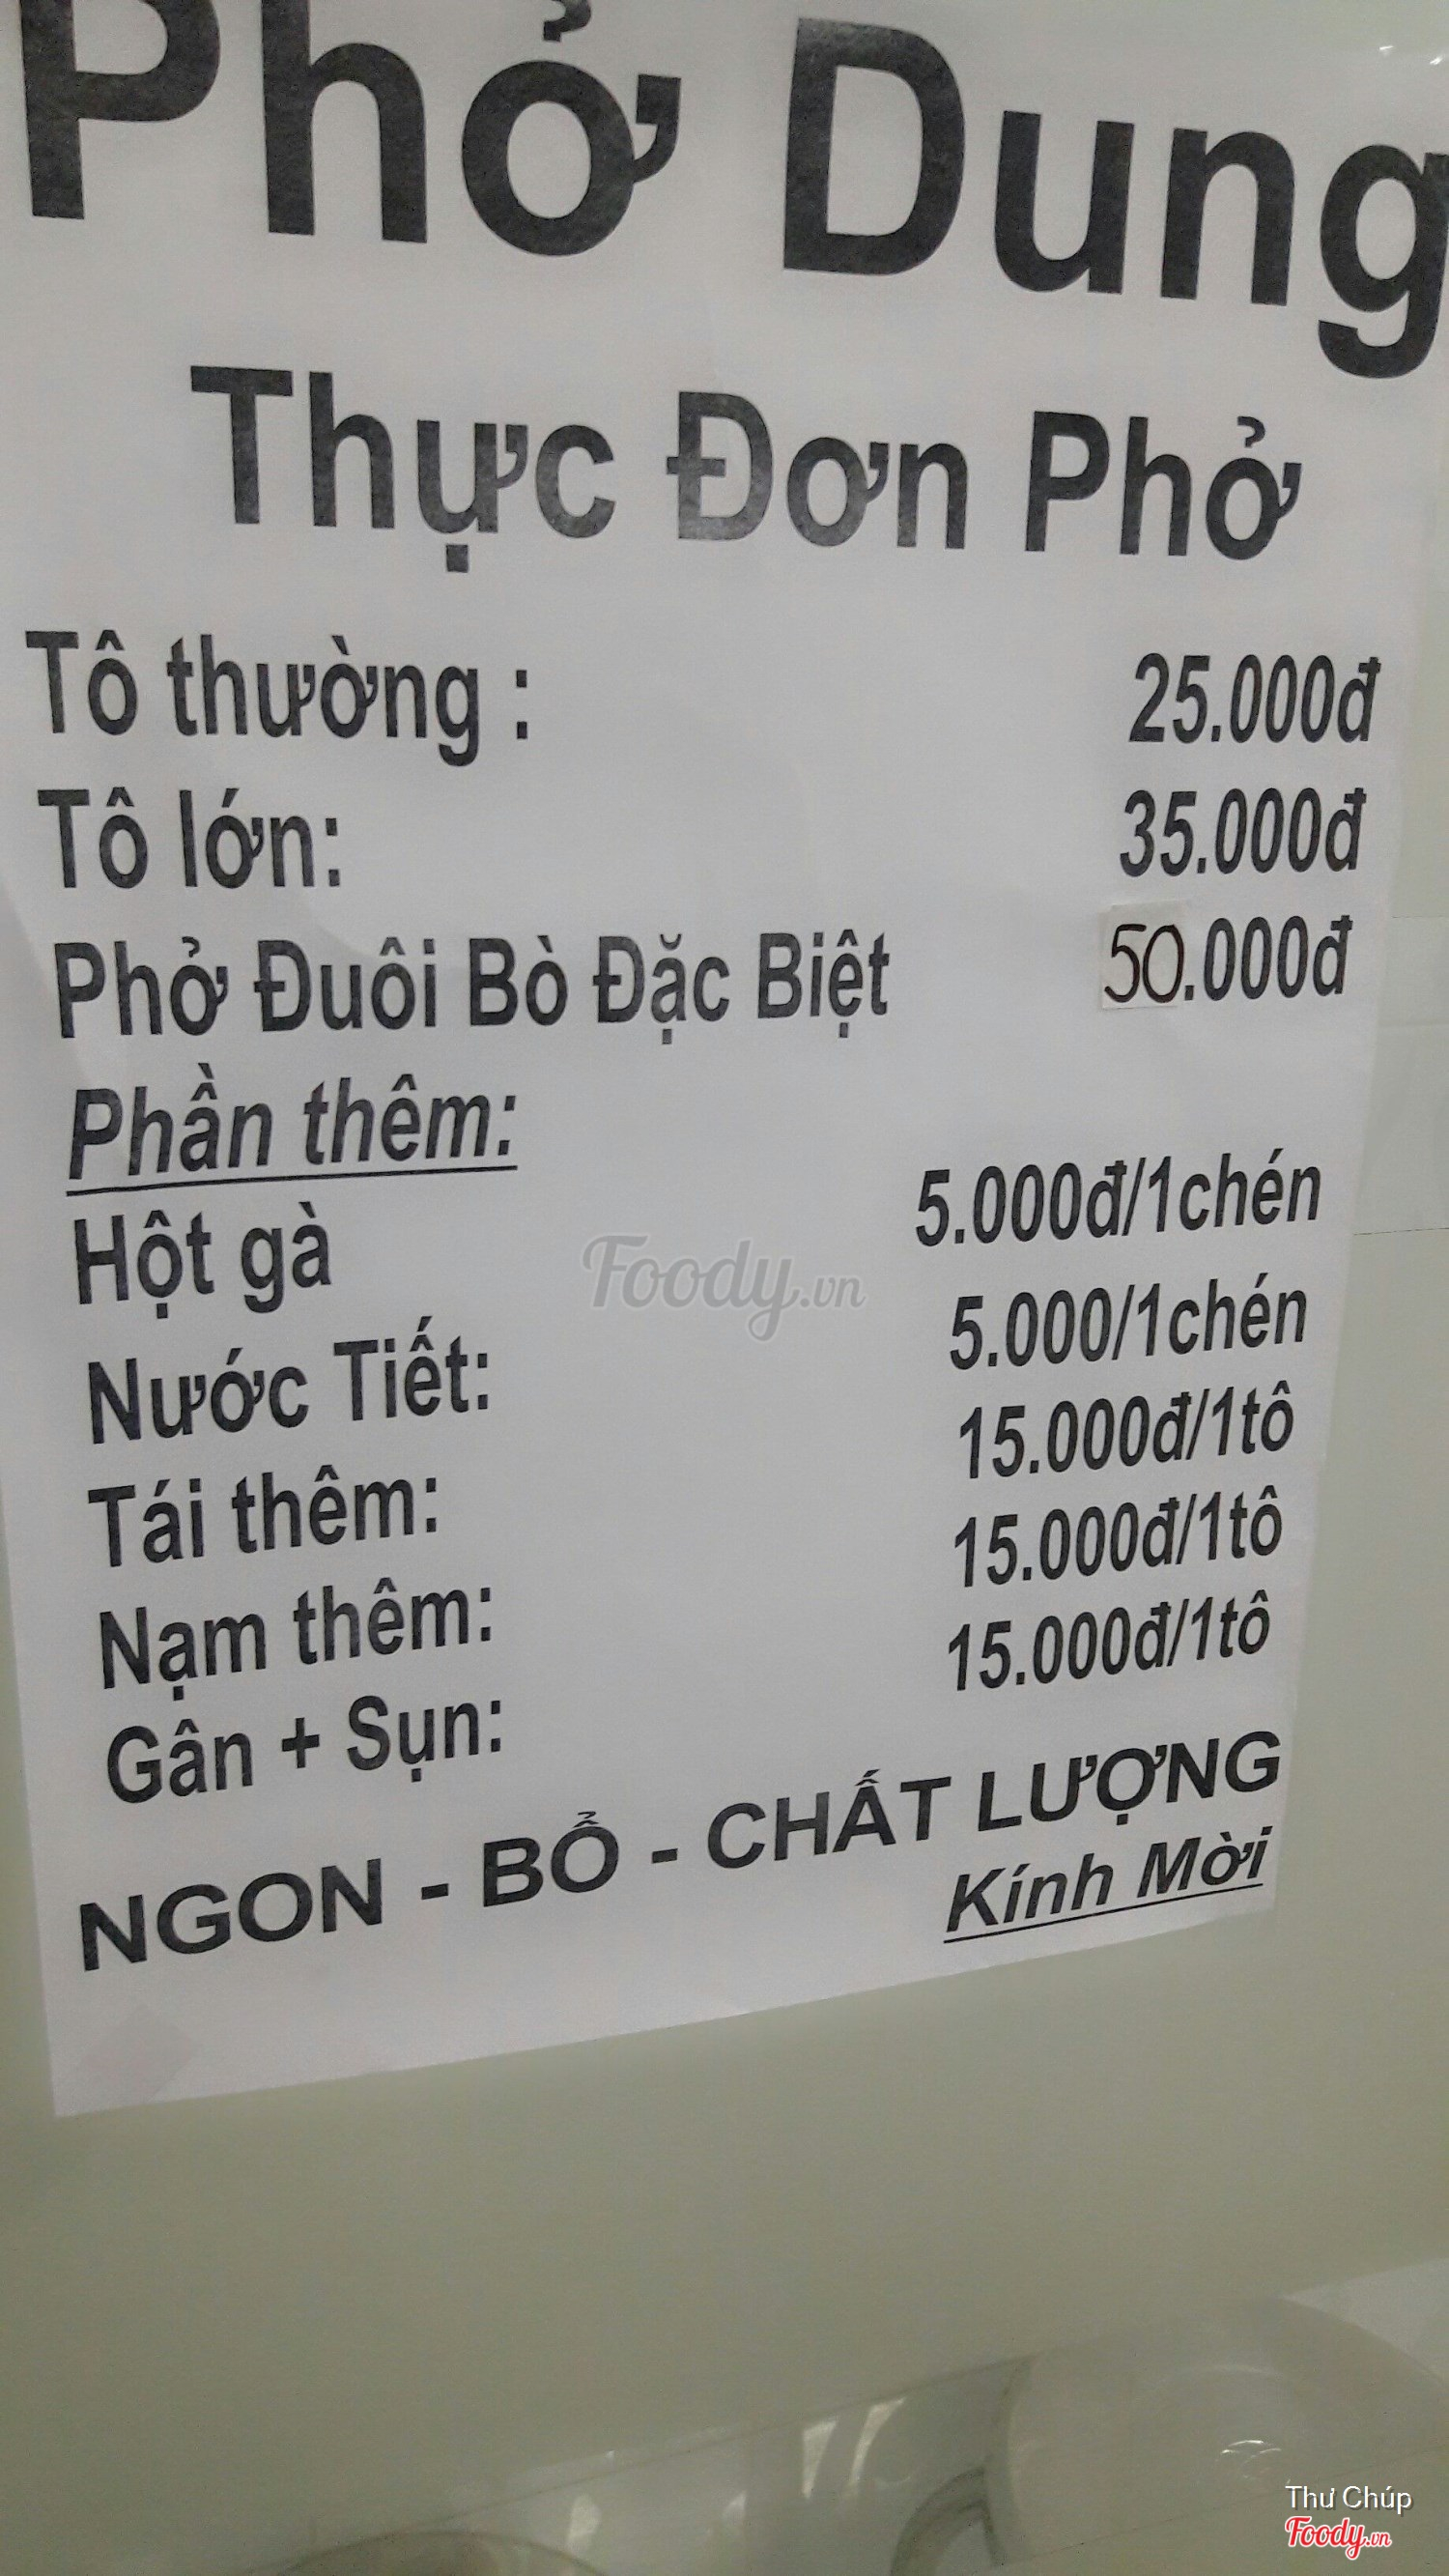 Phở Dung
Thực Đơn Phở
Tô thường : 25.000đ
Tô lớn: 35.000đ
Phở Đuôi Bò Đặc Biệt 50.000đ
Phần thêm:
Hột gà 5.000đ/1chén
Nước Tiết: 5.000/1chén
Tái thêm: 15.000đ/1tô
Nạm thêm: 15.000đ/1tô
Gân + Sụn: 15.000đ/1tô
NGON - BỔ - CHẤT LƯỢNG
Kính Mời
Foody.vn
Thư Chúp
Foody.vn